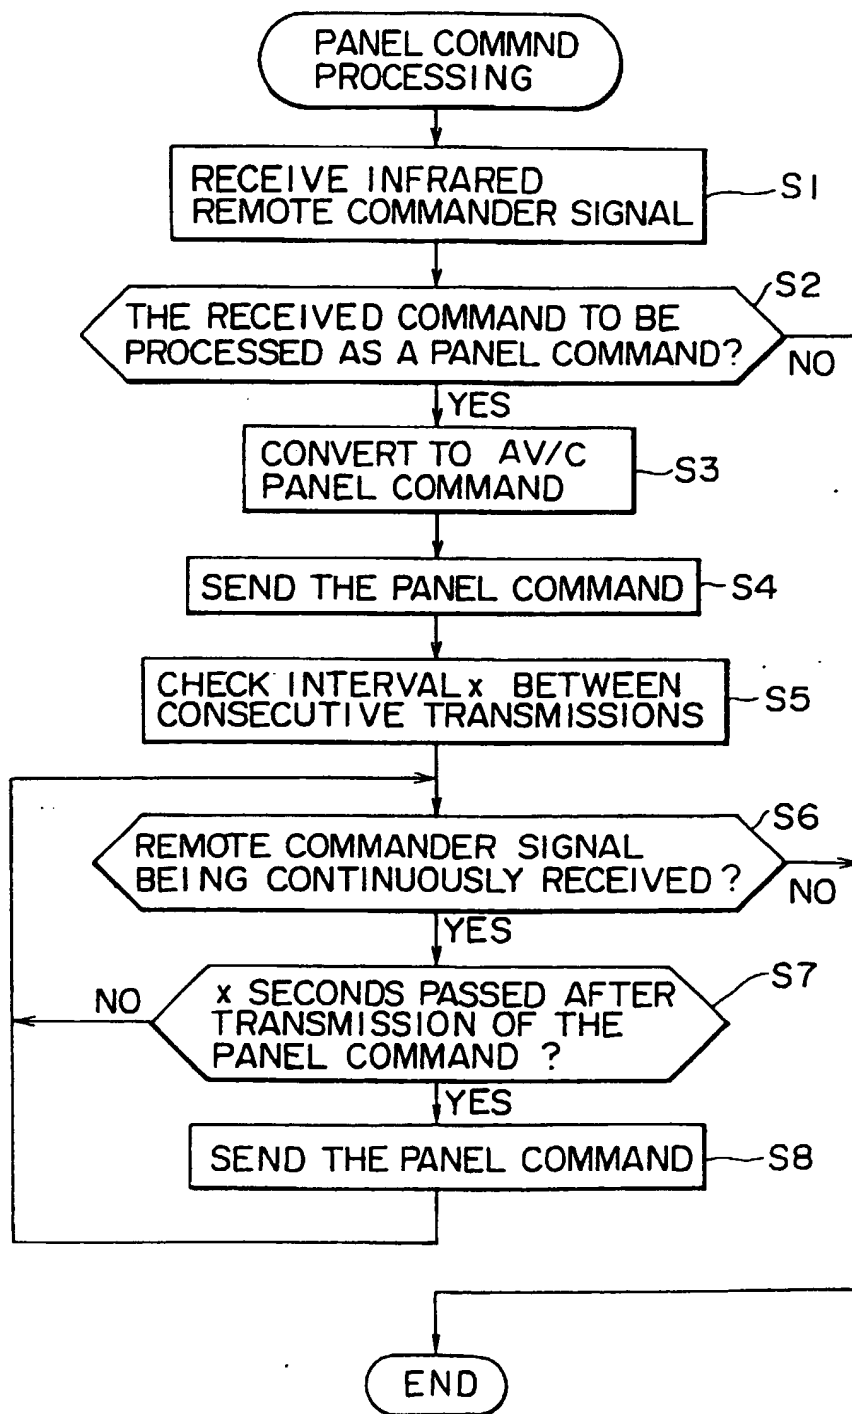 PANEL COMMND
PROCESSING
RECEIVE INFRARED
REMOTE COMMANDER SIGNAL
S1
S2
THE RECEIVED COMMAND TO BE
PROCESSED AS A PANEL COMMAND?
NO
YES
CONVERT TO AV/C
PANEL COMMAND
S3
SEND THE PANEL COMMAND
S4
CHECK INTERVAL x BETWEEN
CONSECUTIVE TRANSMISSIONS
S5
S6
REMOTE COMMANDER SIGNAL
BEING CONTINUOUSLY RECEIVED ?
NO
YES
S7
NO
x SECONDS PASSED AFTER
TRANSMISSION OF THE
PANEL COMMAND ?
YES
SEND THE PANEL COMMAND
S8
END